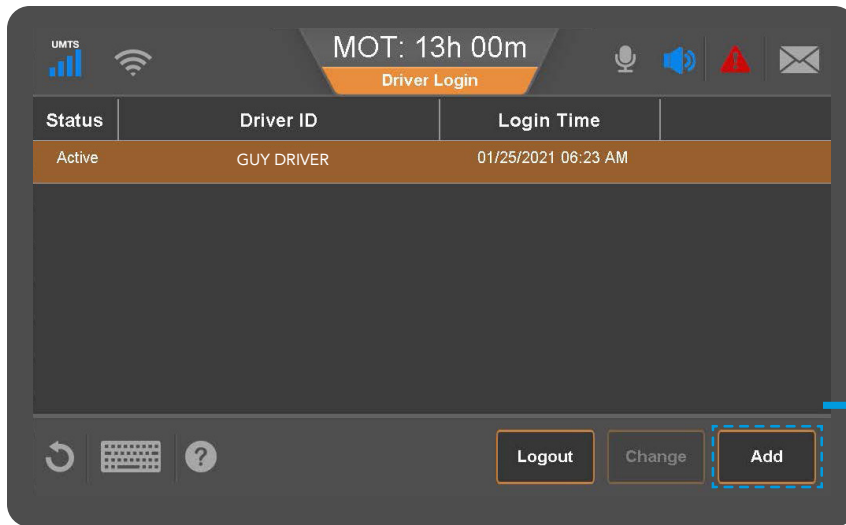 UMTS
MOT: 13h 00m
Driver Login
Status Driver ID Login Time
Active GUY DRIVER 01/25/2021 06:23 AM
? Logout Change Add